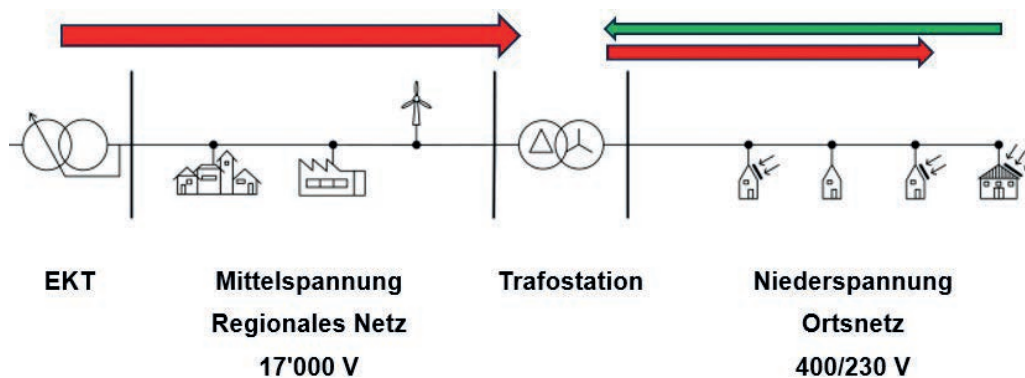 EKT
Mittelspannung
Regionales Netz
17'000 V
Trafostation
Niederspannung
Ortsnetz
400/230 V